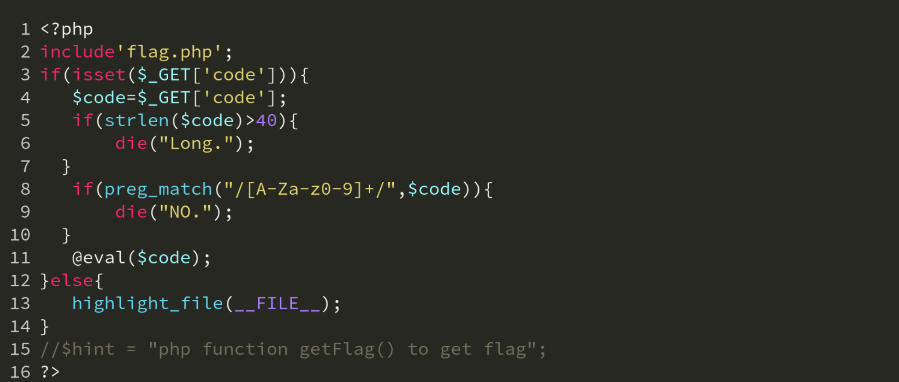 1 <?php
2 include'flag.php';
3 if(isset($_GET['code'])){
4    $code=$_GET['code'];
5    if(strlen($code)>40){
6        die("Long.");
7   }
8    if(preg_match("/[A-Za-z0-9]+/",$code)){
9        die("NO.");
10   }
11    @eval($code);
12 }else{
13    highlight_file(__FILE__);
14 }
15 //$hint = "php function getFlag() to get flag";
16 ?>